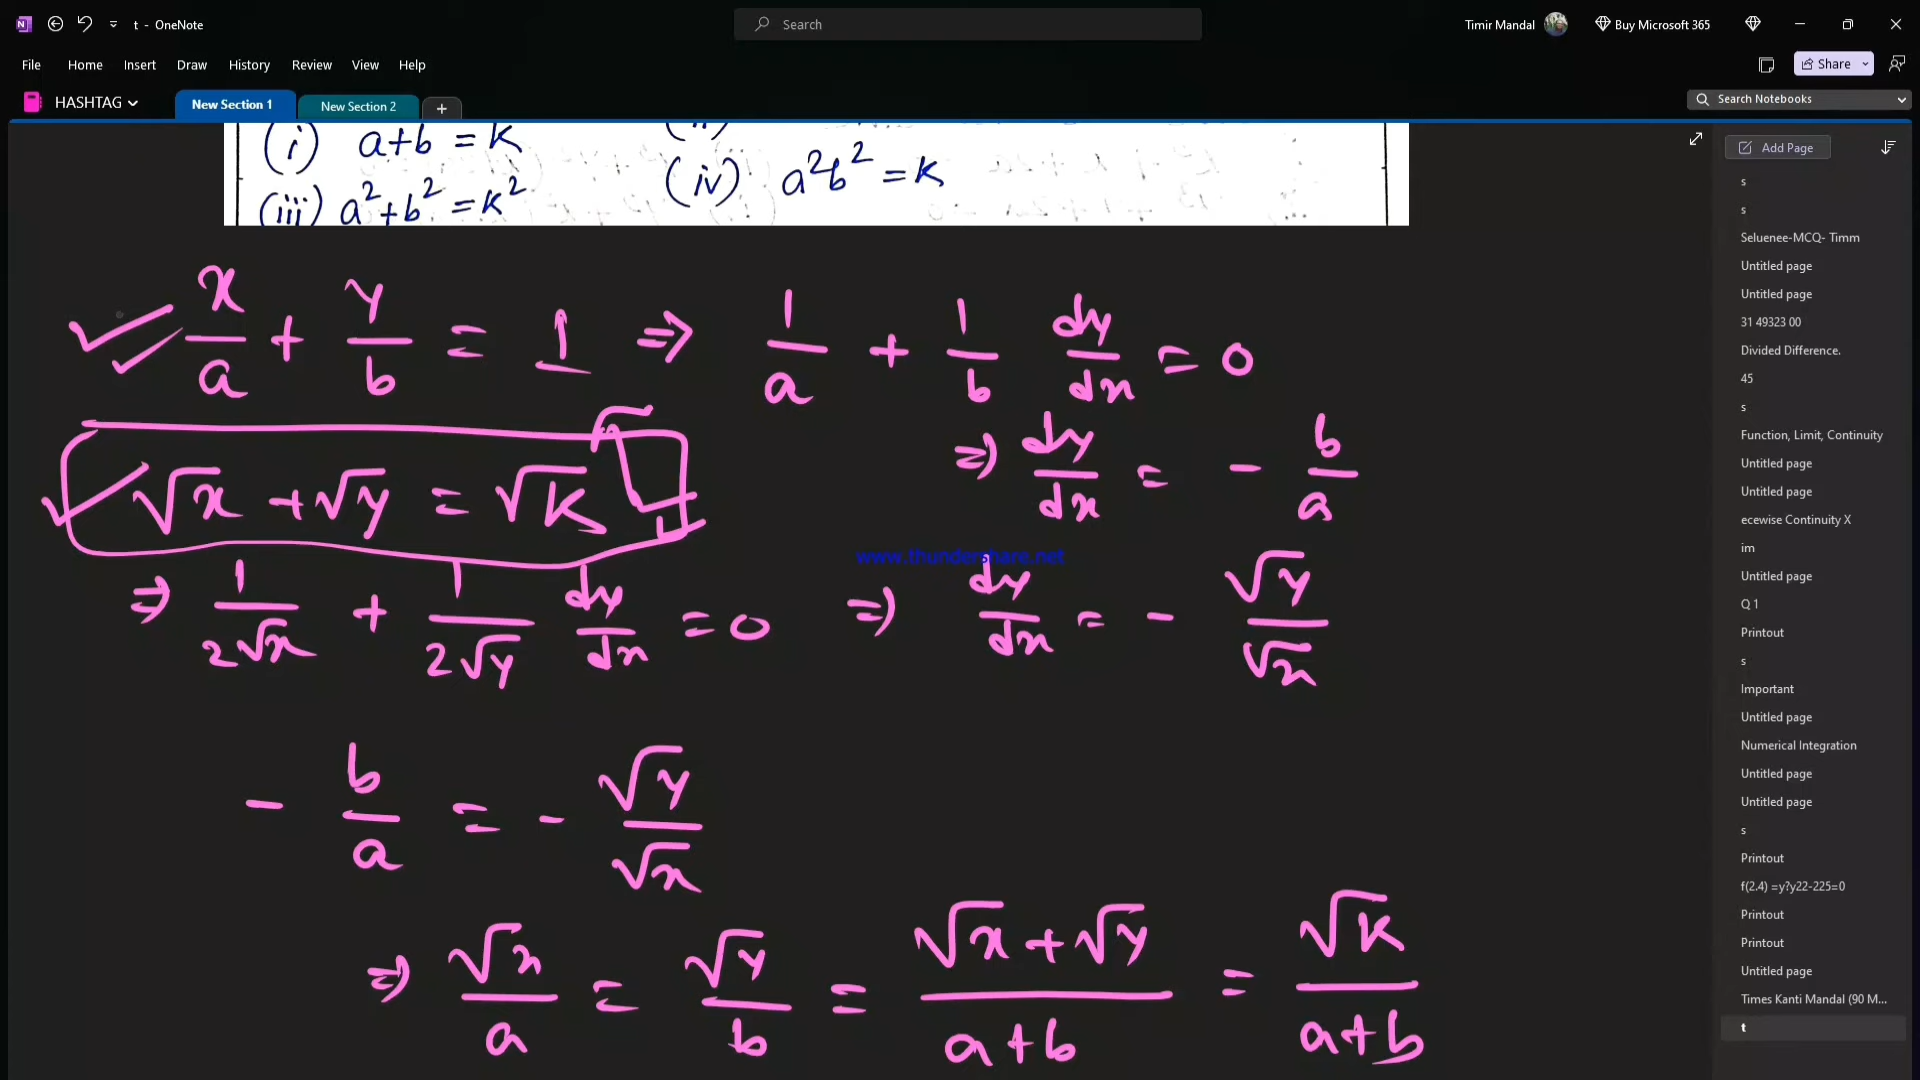 t - OneNote
Search
Timir Mandal
Buy Microsoft 365
File Home Insert Draw History Review View Help
Share
HASHTAG
New Section 1
New Section 2
+
Search Notebooks
(i) a+b = k
(iii) a² + b² = k²
(iv) a²b² = k
x/a + y/b = 1 ⇒ 1/a + 1/b dy/dx = 0
⇒ dy/dx = - b/a
√x + √y = √k
⇒ 1/2√x + 1/2√y dy/dx = 0 ⇒ dy/dx = - √y/√x
- b/a = - √y/√x
⇒ √x/a = √y/b = √x+√y/a+b = √k/a+b
www.thundershare.net
Add Page
s
s
Seluenee-MCQ- Timm
Untitled page
Untitled page
31 49323 00
Divided Difference.
45
s
Function, Limit, Continuity
Untitled page
Untitled page
ecewise Continuity X
im
Untitled page
Q 1
Printout
s
Important
Untitled page
Numerical Integration
Untitled page
Untitled page
s
Printout
f(2.4) =y?y22-225=0
Printout
Printout
Untitled page
Times Kanti Mandal (90 M...
t